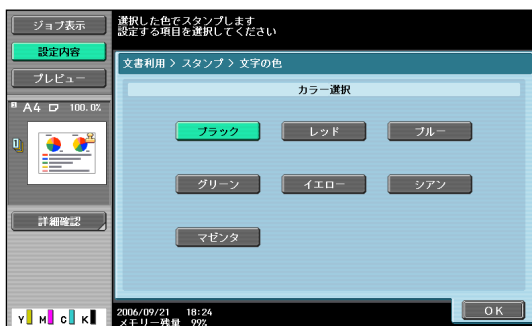 ジョブ表示
設定内容
プレビュー
A4 100.0%
詳細確認
Y M C K
選択した色でスタンプします
設定する項目を選択してください
文書利用 > スタンプ > 文字の色
カラー選択
ブラック レッド ブルー
グリーン イエロー シアン
マゼンタ
2006/09/21 18:24
メモリー残量 99%
OK